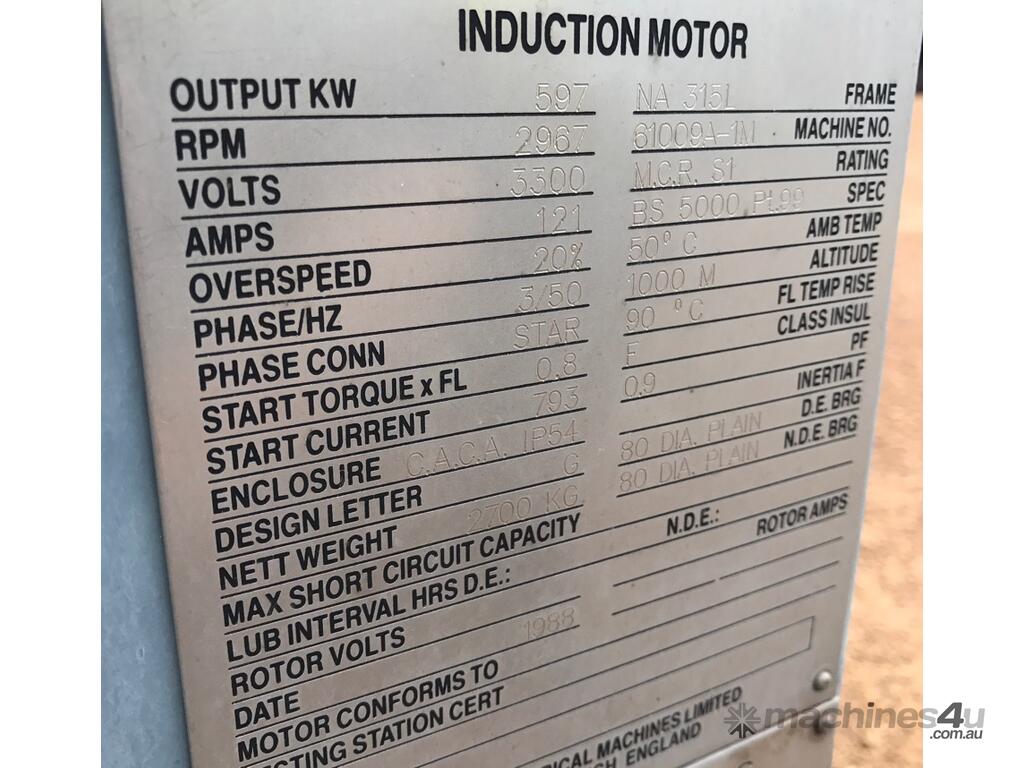 INDUCTION MOTOR
OUTPUT KW 597 NA 315L FRAME
RPM 2967 61009A-1M MACHINE NO.
VOLTS 3300 M.C.R. S1 RATING
AMPS 121 BS 5000 Pt.99 SPEC
OVERSPEED 20% 50° C AMB TEMP
PHASE/HZ 3/50 1000 M ALTITUDE
PHASE CONN STAR 90 °C FL TEMP RISE
START TORQUE x FL 0.8 F CLASS INSUL
START CURRENT 793 0.9 PF
ENCLOSURE C.A.C.A. IP54 INERTIA F
DESIGN LETTER G 80 DIA. PLAIN D.E. BRG
NETT WEIGHT 2700 KG. 80 DIA. PLAIN N.D.E. BRG
MAX SHORT CIRCUIT CAPACITY
LUB INTERVAL HRS D.E.: N.D.E.:
ROTOR VOLTS ROTOR AMPS
DATE 1988
MOTOR CONFORMS TO
STATION CERT
MACHINES LIMITED
ENGLAND
machines4u
.com.au